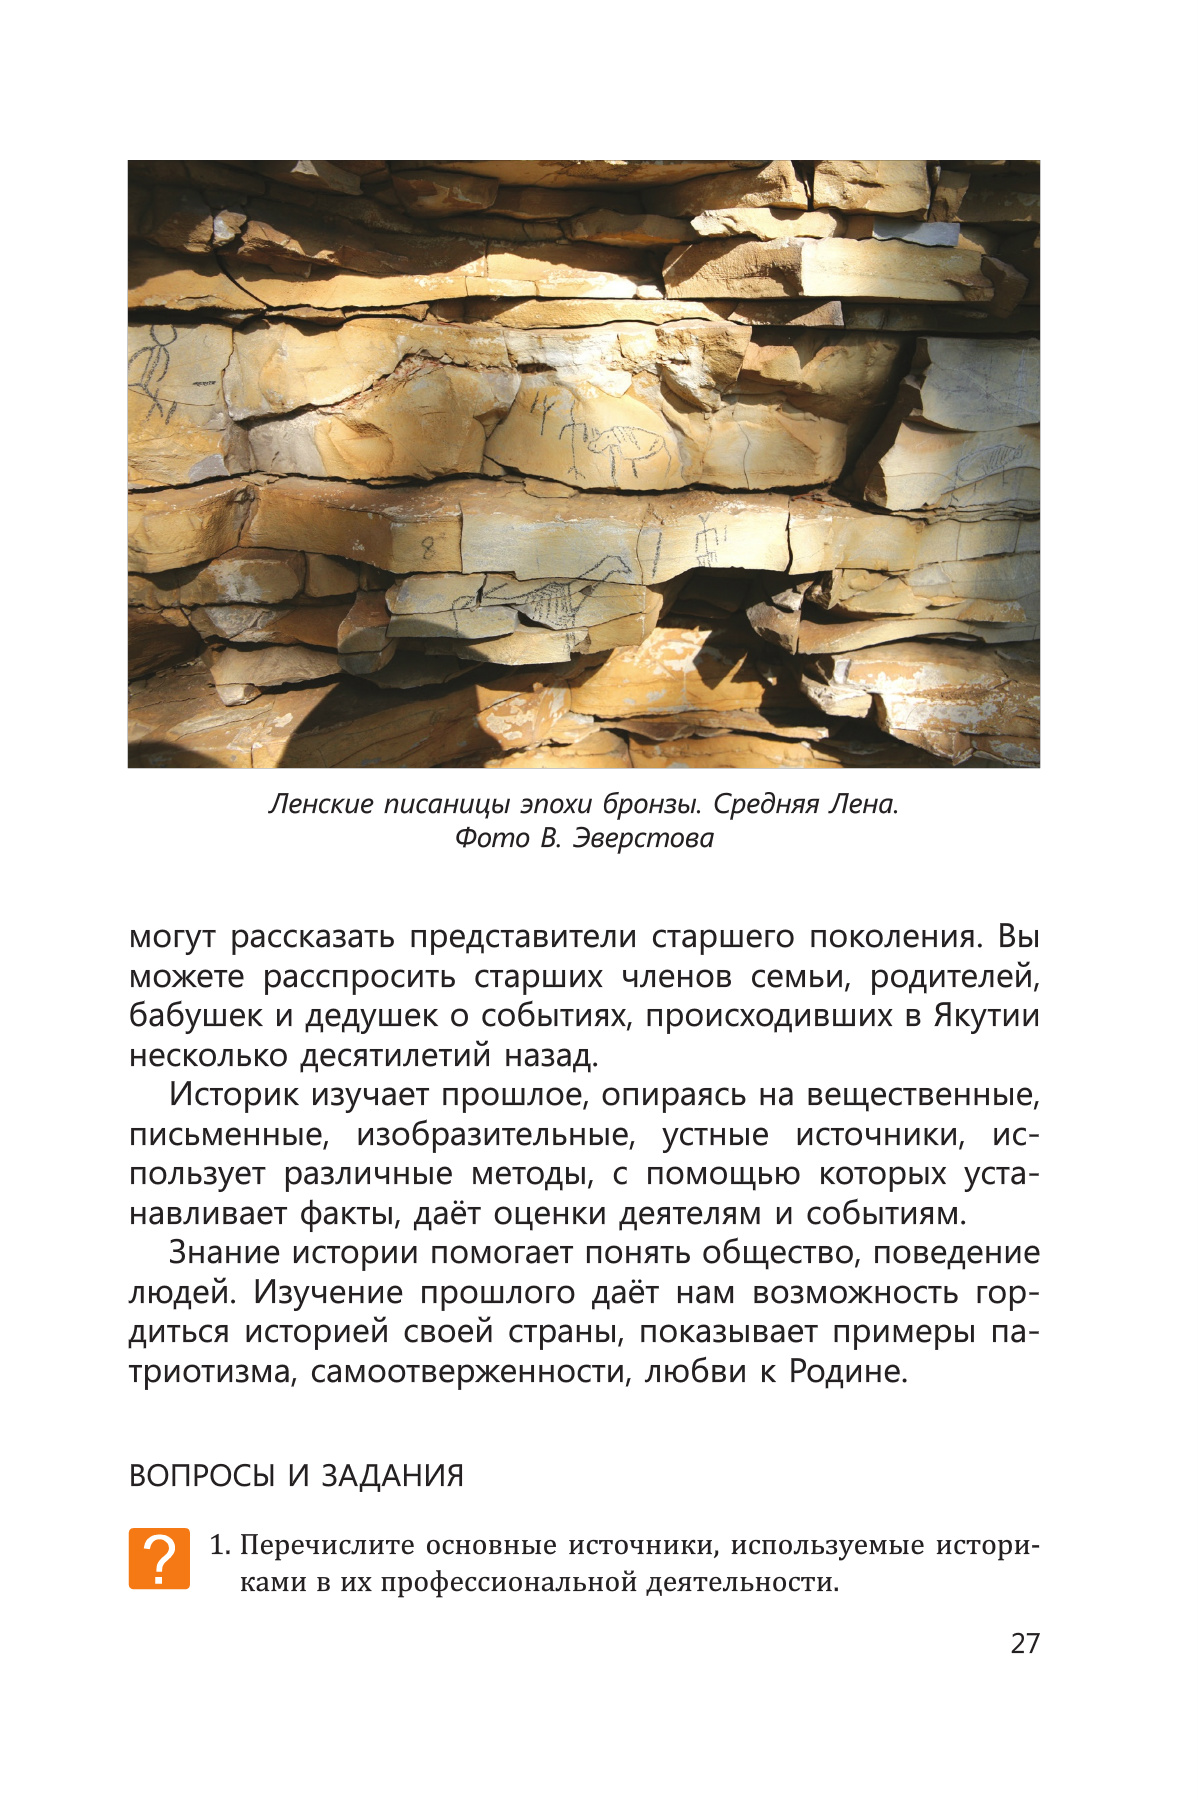 8
Ленские писаницы эпохи бронзы. Средняя Лена.
Фото В. Эверстова
могут рассказать представители старшего поколения. Вы
можете расспросить старших членов семьи, родителей,
бабушек и дедушек о событиях, происходивших в Якутии
несколько десятилетий назад.
Историк изучает прошлое, опираясь на вещественные,
письменные, изобразительные, устные источники, ис-
пользует различные методы, с помощью которых уста-
навливает факты, даёт оценки деятелям и событиям.
Знание истории помогает понять общество, поведение
людей. Изучение прошлого даёт нам возможность гор-
диться историей своей страны, показывает примеры па-
триотизма, самоотверженности, любви к Родине.
ВОПРОСЫ И ЗАДАНИЯ
?
1. Перечислите основные источники, используемые истори-
ками в их профессиональной деятельности.
27